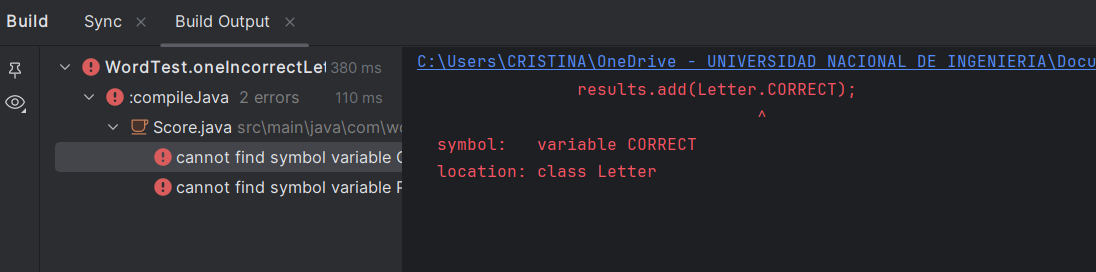 Build
Sync
Build Output
WordTest.oneIncorrectLet
380 ms
:compileJava 2 errors
110 ms
Score.java src\main\java\com\wo
cannot find symbol variable C
cannot find symbol variable P
C:\Users\CRISTINA\OneDrive - UNIVERSIDAD NACIONAL DE INGENIERIA\Docu
results.add(Letter.CORRECT);
^
symbol: variable CORRECT
location: class Letter